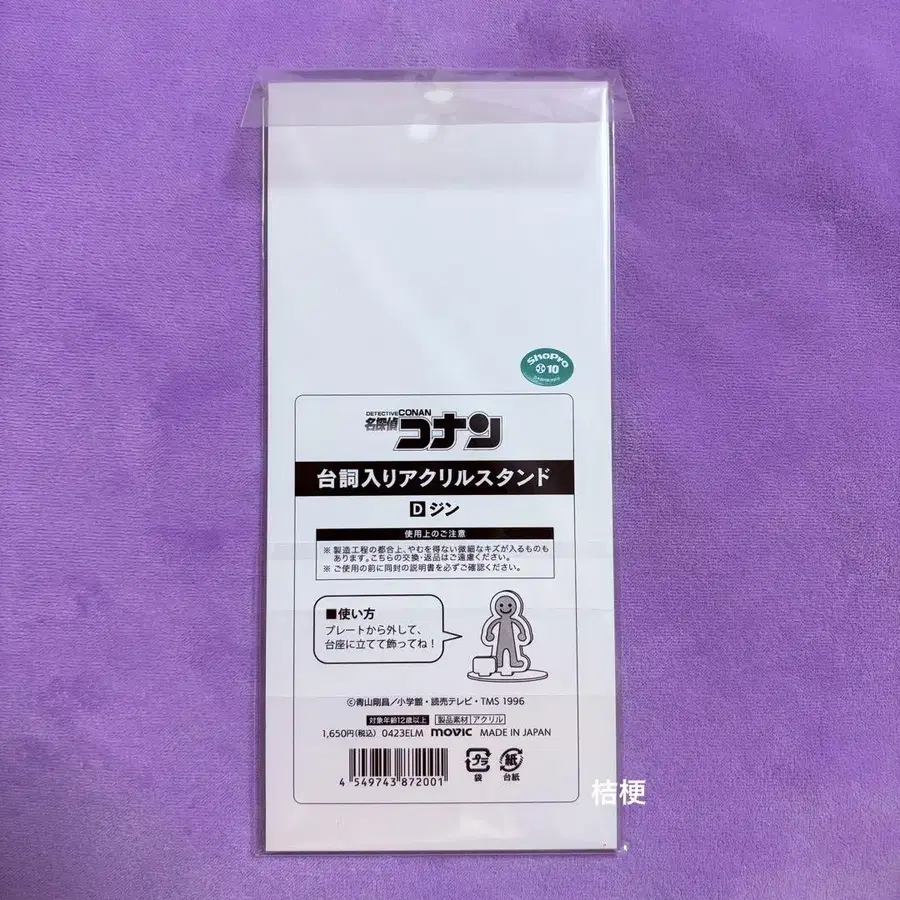 ShoPro
10
DETECTIVE CONAN
名探偵コナン
台詞入りアクリルスタンド
D ジン
使用上のご注意
※ 製造工程の都合上、やむを得ない微細なキズが入るものも
あります。こちらの交換・返品はご遠慮ください。
※ ご使用の前に同封の説明書を必ずご確認ください。
■使い方
プレートから外して、
台座に立てて飾ってね！
©青山剛昌／小学館・読売テレビ・TMS 1996
対象年齢12歳以上 製品素材 アクリル
1,650円(税込) 0423ELM movic MADE IN JAPAN
4 549743 872001
プラ 紙
袋 台紙
桔梗